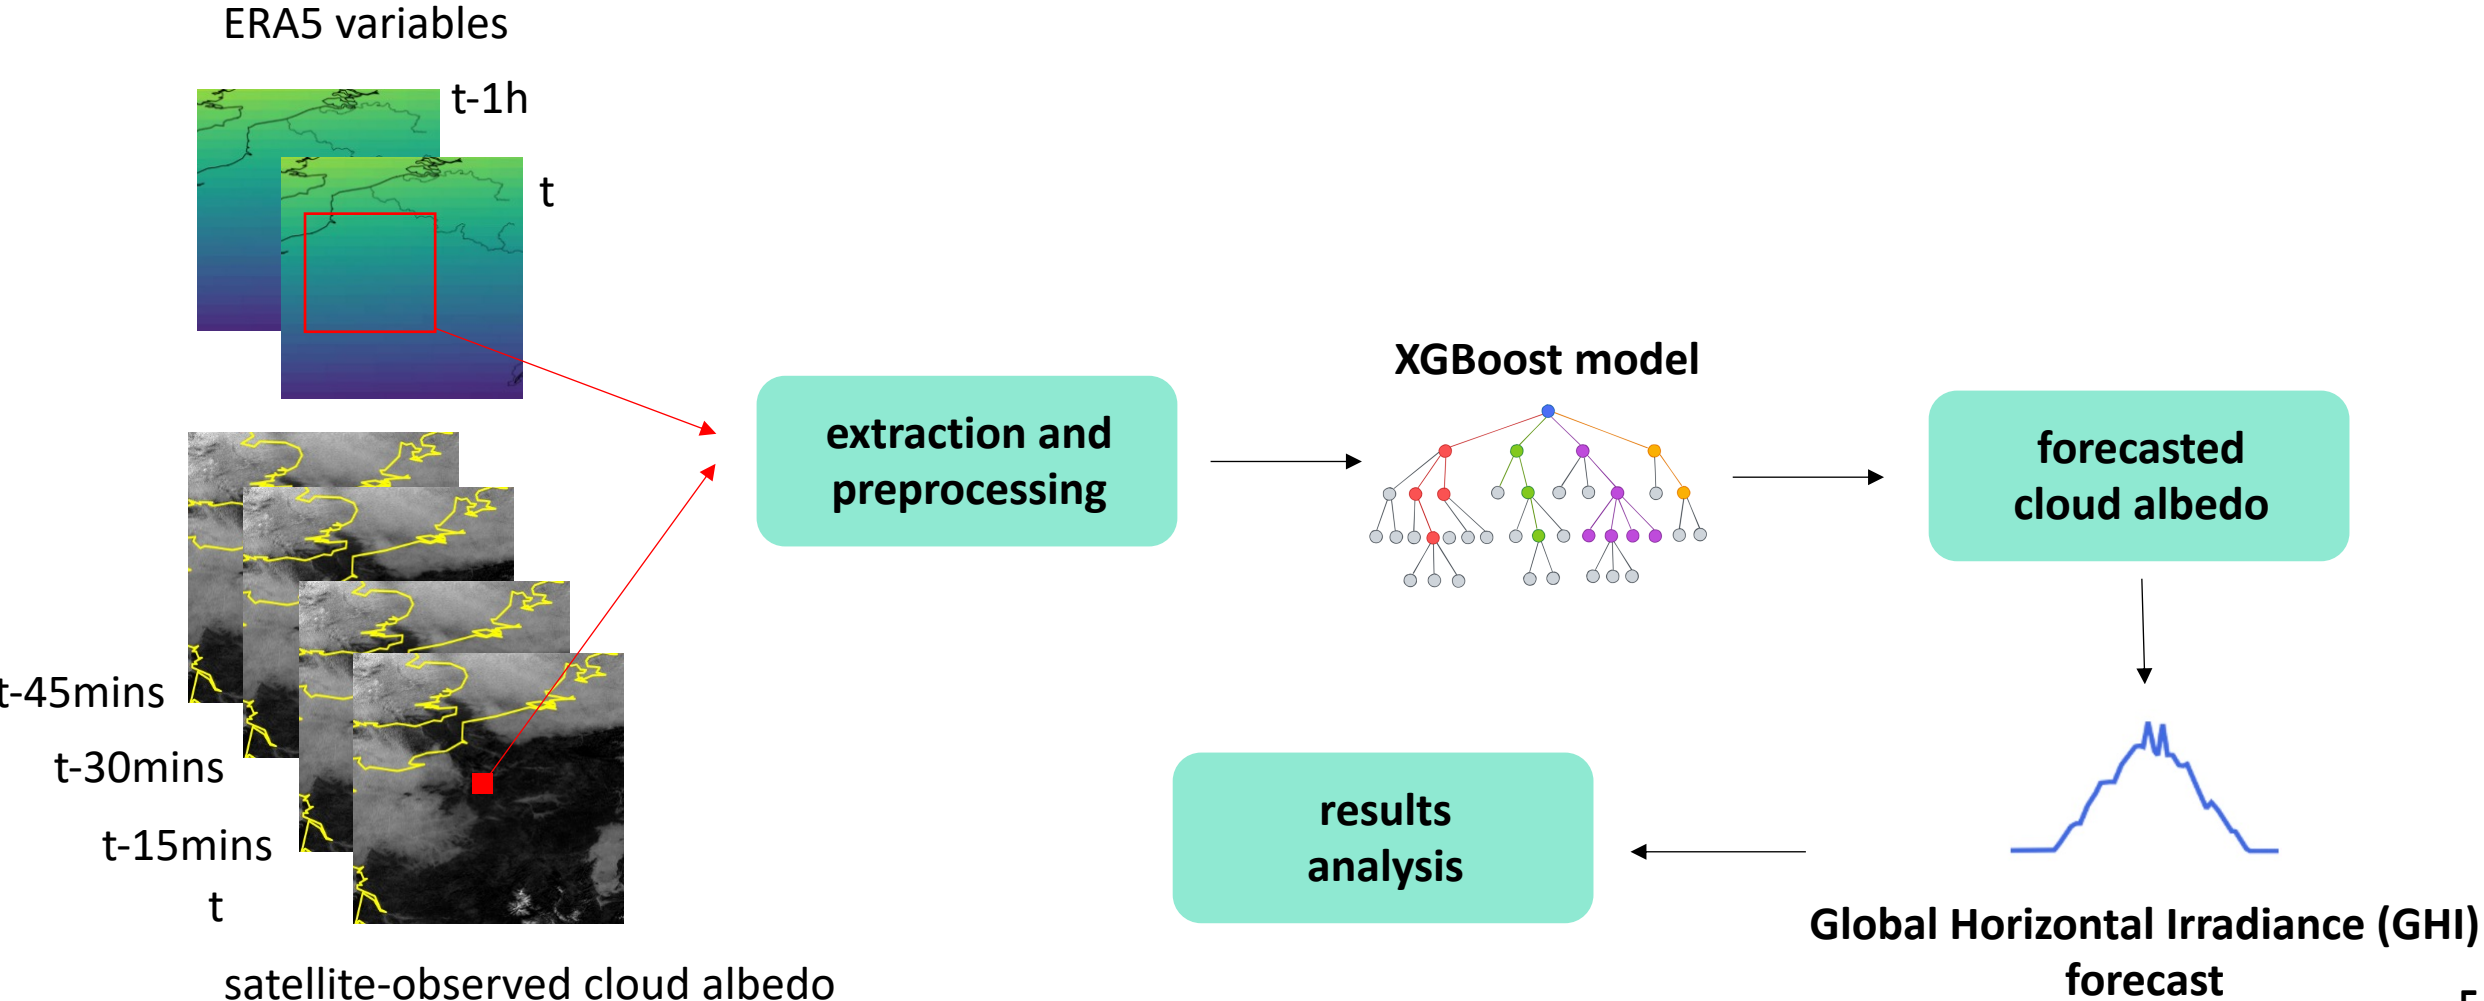 ERA5 variables
t-1h
t
t-45mins
t-30mins
t-15mins
t
satellite-observed cloud albedo
extraction and
preprocessing
XGBoost model
forecasted
cloud albedo
Global Horizontal Irradiance (GHI)
forecast
results
analysis